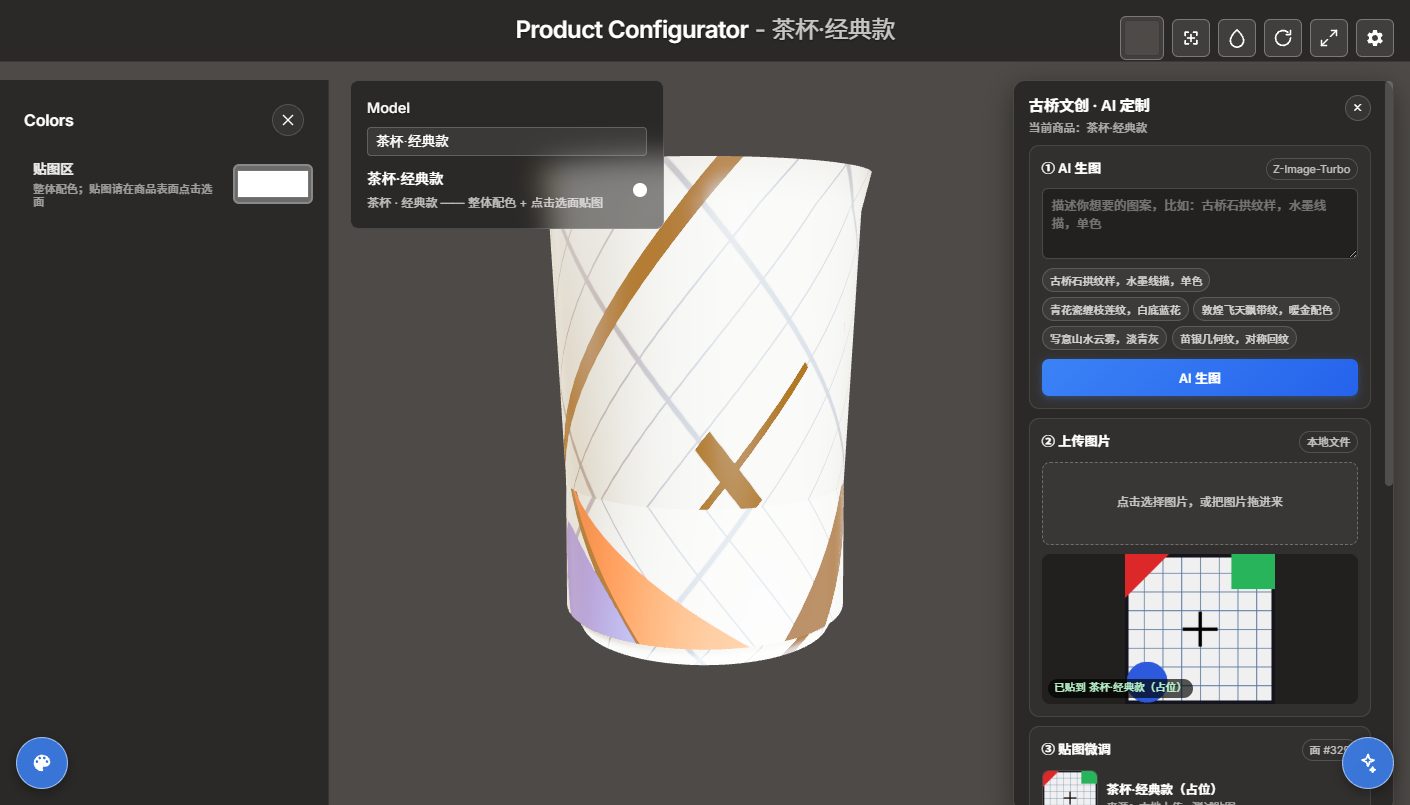 Product Configurator - 茶杯·经典款
Colors
贴图区
整体配色；贴图请在商品表面点击选
面
Model
茶杯·经典款
茶杯·经典款
茶杯 · 经典款 —— 整体配色 + 点击选面贴图
古桥文创 · AI 定制
当前商品：茶杯·经典款
① AI 生图
Z-Image-Turbo
描述你想要的图案，比如：古桥石拱纹样，水墨线
描，单色
古桥石拱纹样，水墨线描，单色
青花瓷缠枝莲纹，白底蓝花
敦煌飞天飘带纹，暖金配色
写意山水云雾，淡青灰
苗银几何纹，对称回纹
AI 生图
② 上传图片
本地文件
点击选择图片，或把图片拖进来
已贴到 茶杯·经典款（占位）
③ 贴图微调
面
茶杯·经典款（占位）